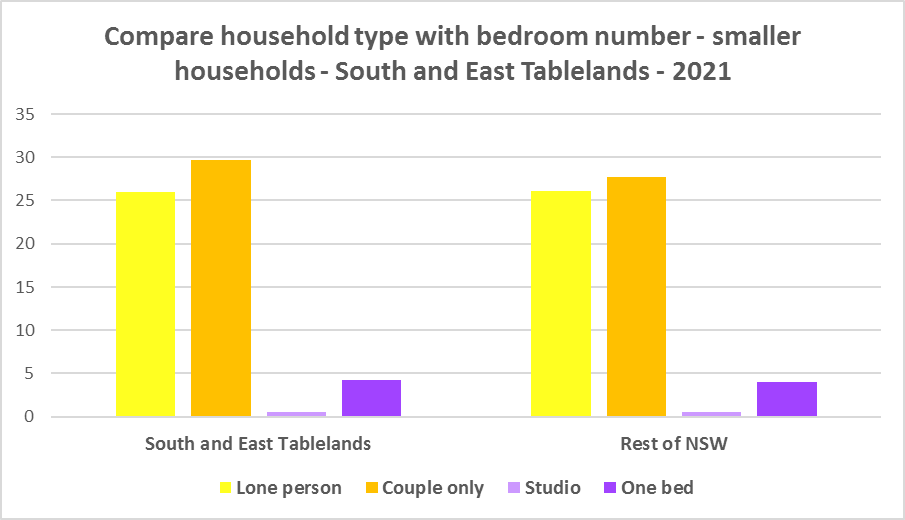 Compare household type with bedroom number - smaller
households - South and East Tablelands - 2021
35
30
25
20
15
10
5
0
South and East Tablelands
Rest of NSW
Lone person
Couple only
Studio
One bed